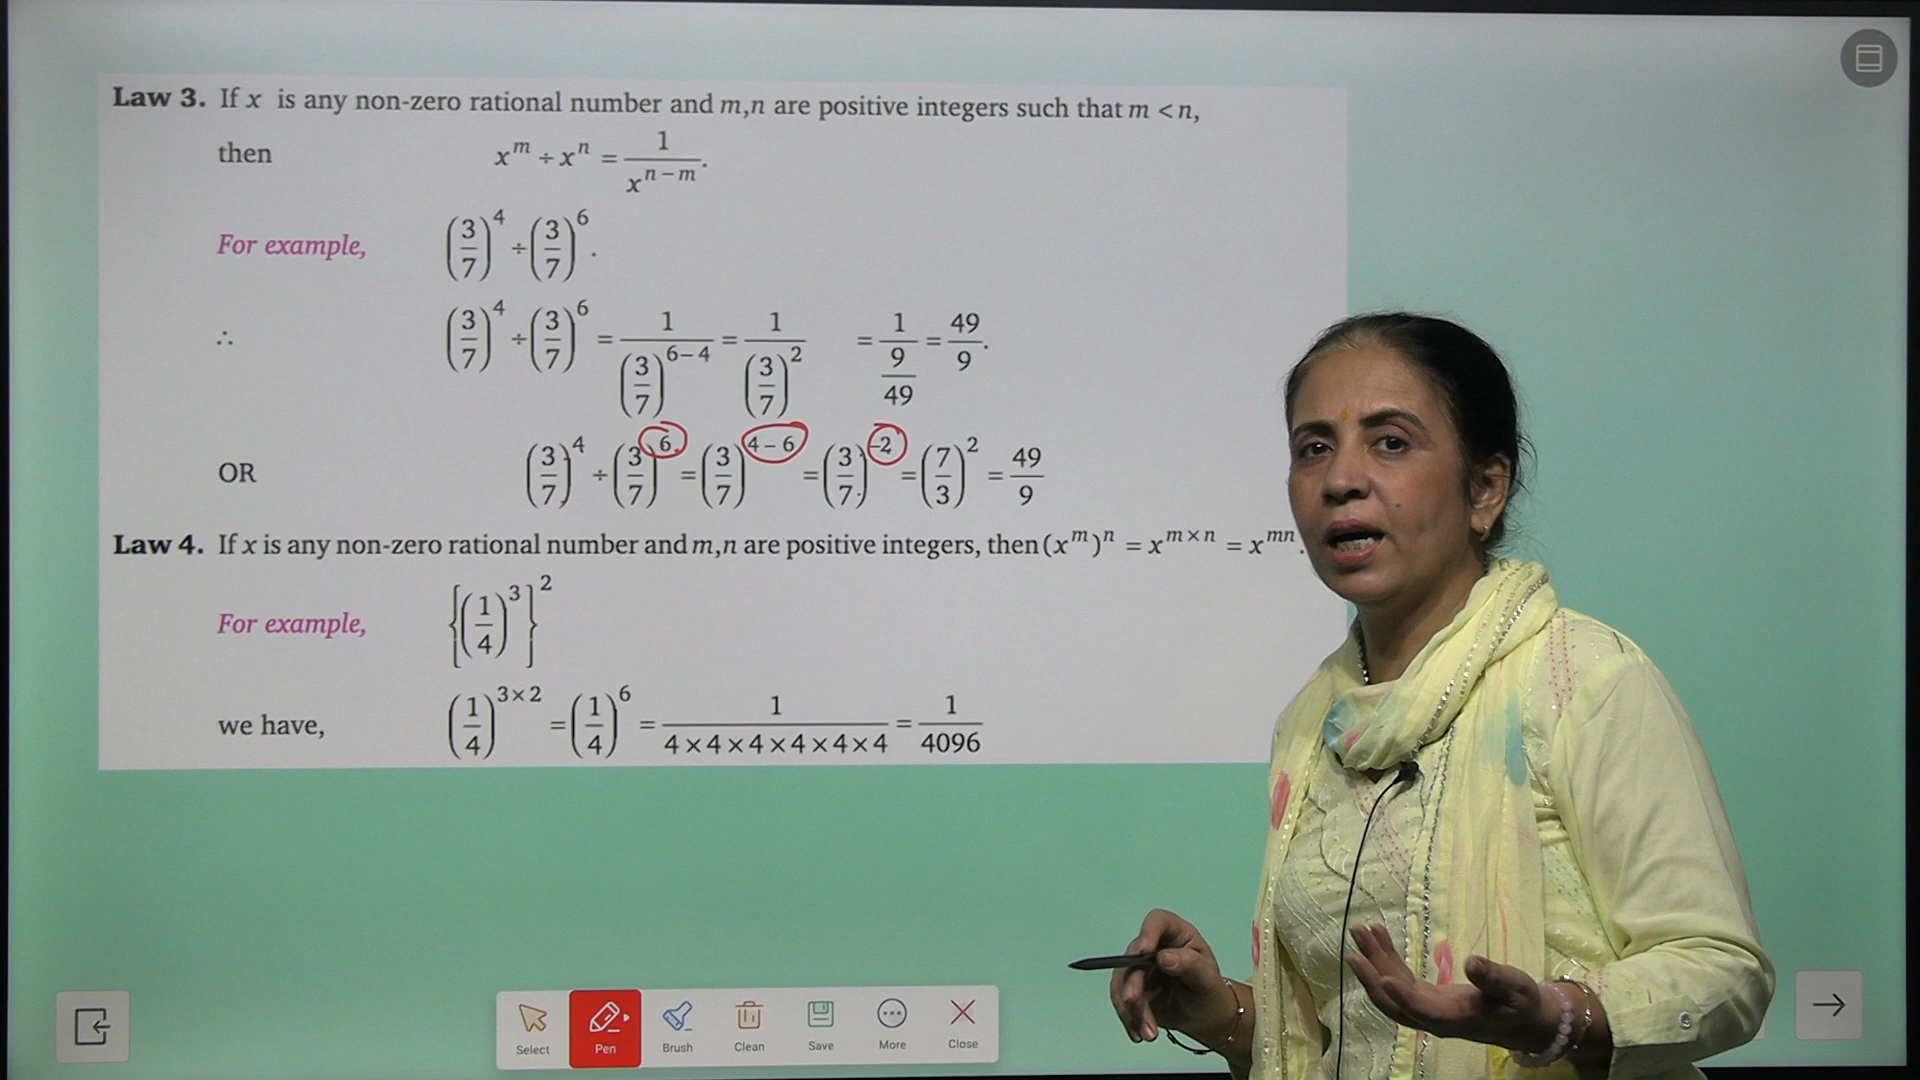 Law 3. If x is any non-zero rational number and m,n are positive integers such that m < n,
then x^m ÷ x^n = 1/x^(n−m).
For example, (3/7)^4 ÷ (3/7)^6.
∴ (3/7)^4 ÷ (3/7)^6 = 1/(3/7)^(6−4) = 1/(3/7)^2 = 1/(9/49) = 49/9.
OR (3/7)^4 ÷ (3/7)^6 = (3/7)^(4−6) = (3/7)^(−2) = (7/3)^2 = 49/9
Law 4. If x is any non-zero rational number and m,n are positive integers, then (x^m)^n = x^(m×n) = x^(mn).
For example, {(1/4)^3}^2
we have, (1/4)^(3×2) = (1/4)^6 = 1/(4×4×4×4×4×4) = 1/4096
Select Pen Brush Clean Save More Close